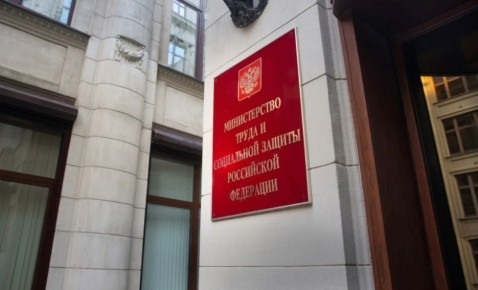 МИНИСТЕРСТВО
ТРУДА И
СОЦИАЛЬНОЙ ЗАЩИТЫ
РОССИЙСКОЙ
ФЕДЕРАЦИИ